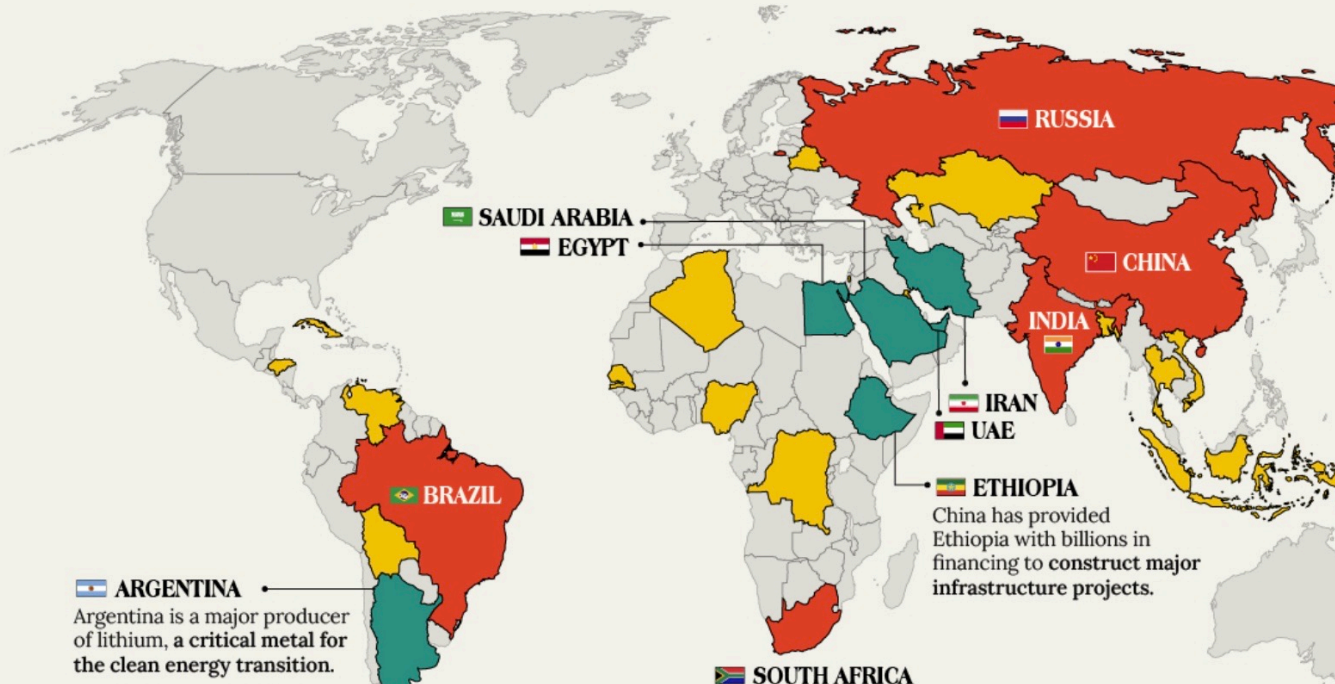 RUSSIA
SAUDI ARABIA
EGYPT
CHINA
INDIA
IRAN
UAE
BRAZIL
ETHIOPIA
China has provided
Ethiopia with billions in
financing to construct major
infrastructure projects.
ARGENTINA
Argentina is a major producer
of lithium, a critical metal for
the clean energy transition.
SOUTH AFRICA